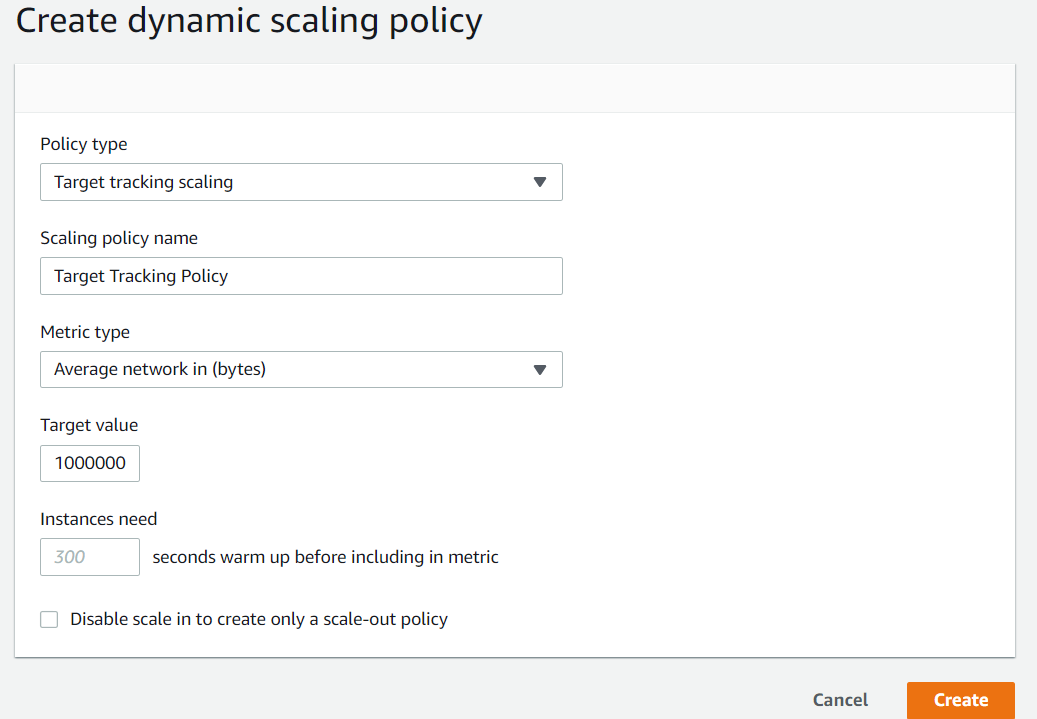 Create dynamic scaling policy
Policy type
Target tracking scaling
Scaling policy name
Target Tracking Policy
Metric type
Average network in (bytes)
Target value
1000000
Instances need
300 seconds warm up before including in metric
Disable scale in to create only a scale-out policy
Cancel Create